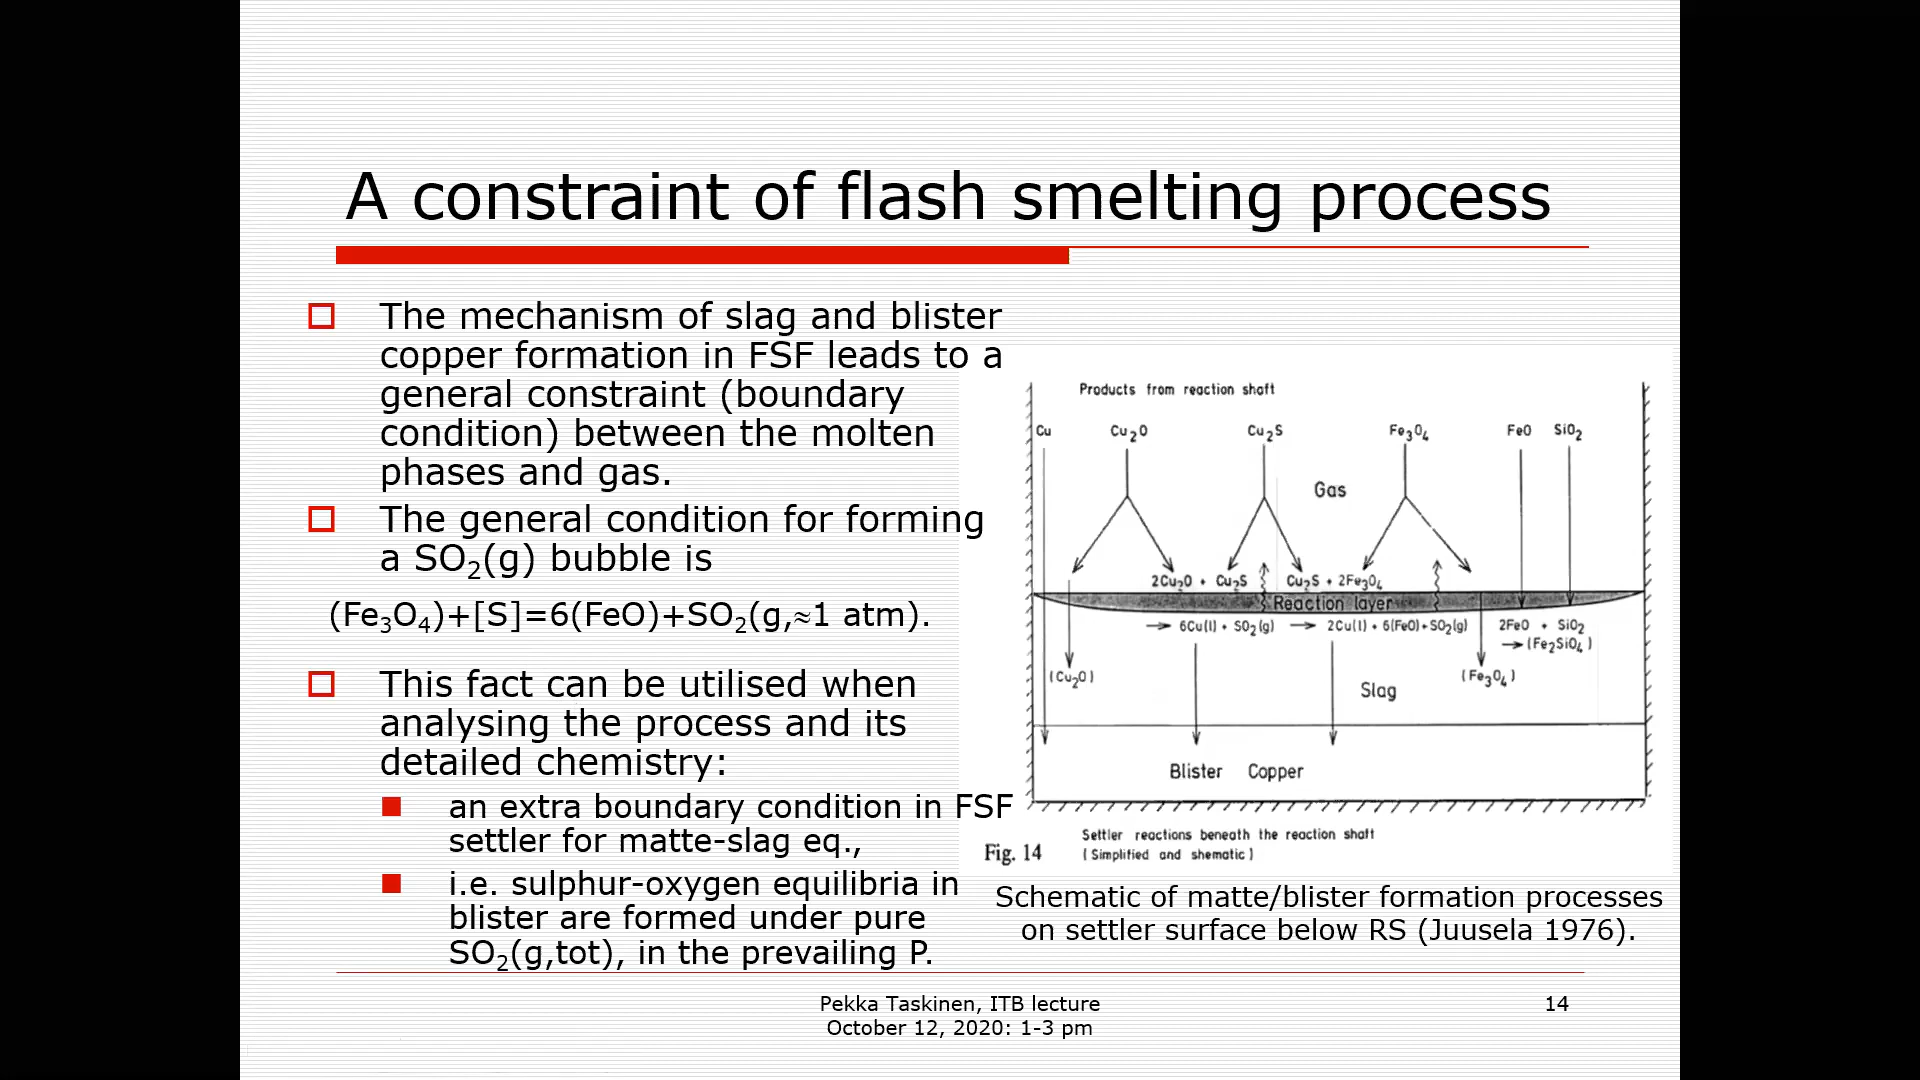 A constraint of flash smelting process
The mechanism of slag and blister
copper formation in FSF leads to a
general constraint (boundary
condition) between the molten
phases and gas.
The general condition for forming
a SO₂(g) bubble is
(Fe₃O₄)+[S]=6(FeO)+SO₂(g,≈1 atm).
This fact can be utilised when
analysing the process and its
detailed chemistry:
an extra boundary condition in FSF
settler for matte-slag eq.,
i.e. sulphur-oxygen equilibria in
blister are formed under pure
SO₂(g,tot), in the prevailing P.
Products from reaction shaft
Cu Cu₂O Cu₂S Fe₃O₄ FeO SiO₂
Gas
2Cu₂O + Cu₂S Cu₂S + 2Fe₃O₄
Reaction layer
→ 6Cu(l) + SO₂(g) → 2Cu(l) + 6(FeO)+SO₂(g) 2FeO + SiO₂
→(Fe₂SiO₄)
(Cu₂O) (Fe₃O₄)
Slag
Blister Copper
Settler reactions beneath the reaction shaft
Fig. 14 (Simplified and shematic)
Schematic of matte/blister formation processes
on settler surface below RS (Juusela 1976).
Pekka Taskinen, ITB lecture 14
October 12, 2020: 1-3 pm